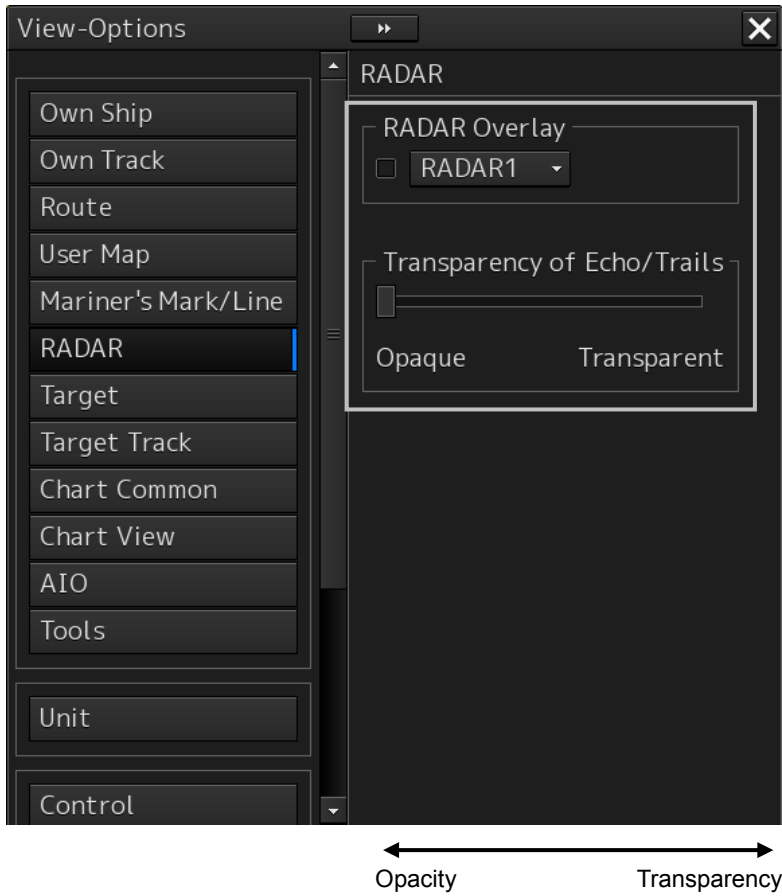 View-Options
RADAR
Own Ship
Own Track
Route
User Map
Mariner's Mark/Line
RADAR
Target
Target Track
Chart Common
Chart View
AIO
Tools
Unit
Control
RADAR Overlay
RADAR1
Transparency of Echo/Trails
Opaque Transparent
Opacity Transparency